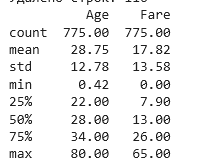 Удалено строк: 116
Age Fare
count 775.00 775.00
mean 28.75 17.82
std 12.78 13.58
min 0.42 0.00
25% 22.00 7.90
50% 28.00 13.00
75% 34.00 26.00
max 80.00 65.00